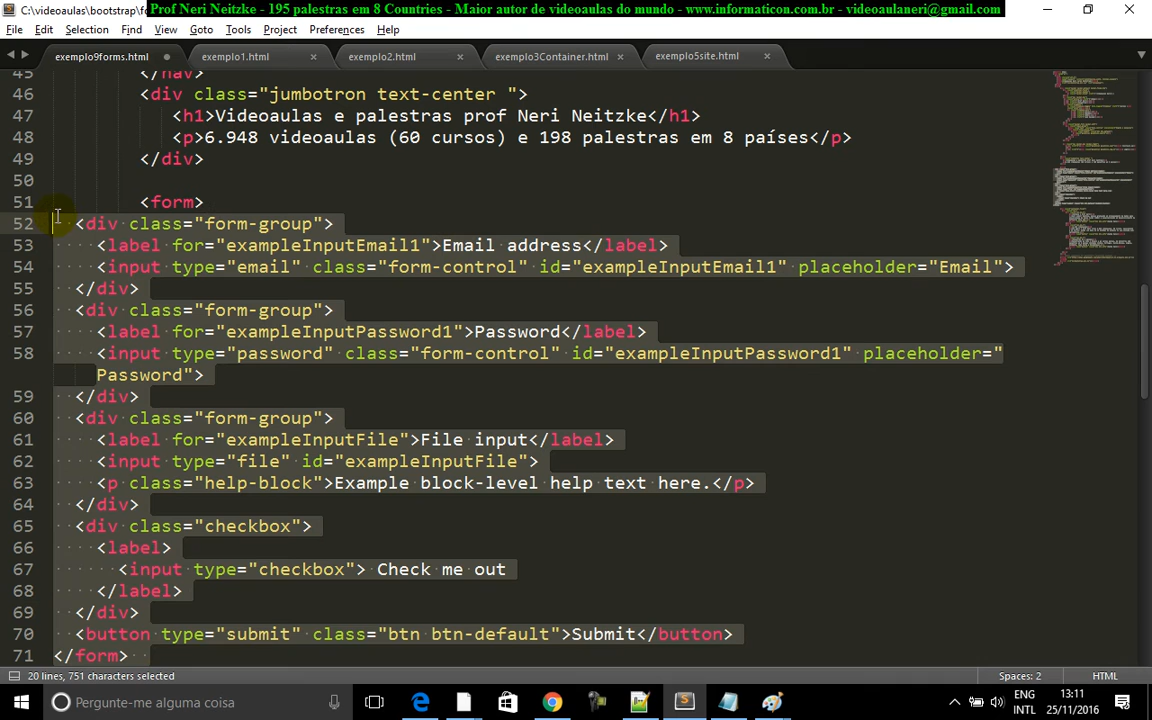 C:\videoaulas\bootstrap\fo Prof Neri Neitzke - 195 palestras em 8 Countries - Maior autor de videoaulas do mundo - www.informaticon.com.br - videoaulaneri@gmail.com
File Edit Selection Find View Goto Tools Project Preferences Help
exemplo9forms.html exemplo1.html exemplo2.html exemplo3Container.html exemplo5site.html
45 </nav>
46 <div class="jumbotron text-center ">
47 <h1>Videoaulas e palestras prof Neri Neitzke</h1>
48 <p>6.948 videoaulas (60 cursos) e 198 palestras em 8 países</p>
49 </div>
50
51 <form>
52 <div class="form-group">
53 <label for="exampleInputEmail1">Email address</label>
54 <input type="email" class="form-control" id="exampleInputEmail1" placeholder="Email">
55 </div>
56 <div class="form-group">
57 <label for="exampleInputPassword1">Password</label>
58 <input type="password" class="form-control" id="exampleInputPassword1" placeholder="
Password">
59 </div>
60 <div class="form-group">
61 <label for="exampleInputFile">File input</label>
62 <input type="file" id="exampleInputFile">
63 <p class="help-block">Example block-level help text here.</p>
64 </div>
65 <div class="checkbox">
66 <label>
67 <input type="checkbox"> Check me out
68 </label>
69 </div>
70 <button type="submit" class="btn btn-default">Submit</button>
71 </form>
20 lines, 751 characters selected Spaces: 2 HTML
Pergunte-me alguma coisa ENG 13:11
INTL 25/11/2016